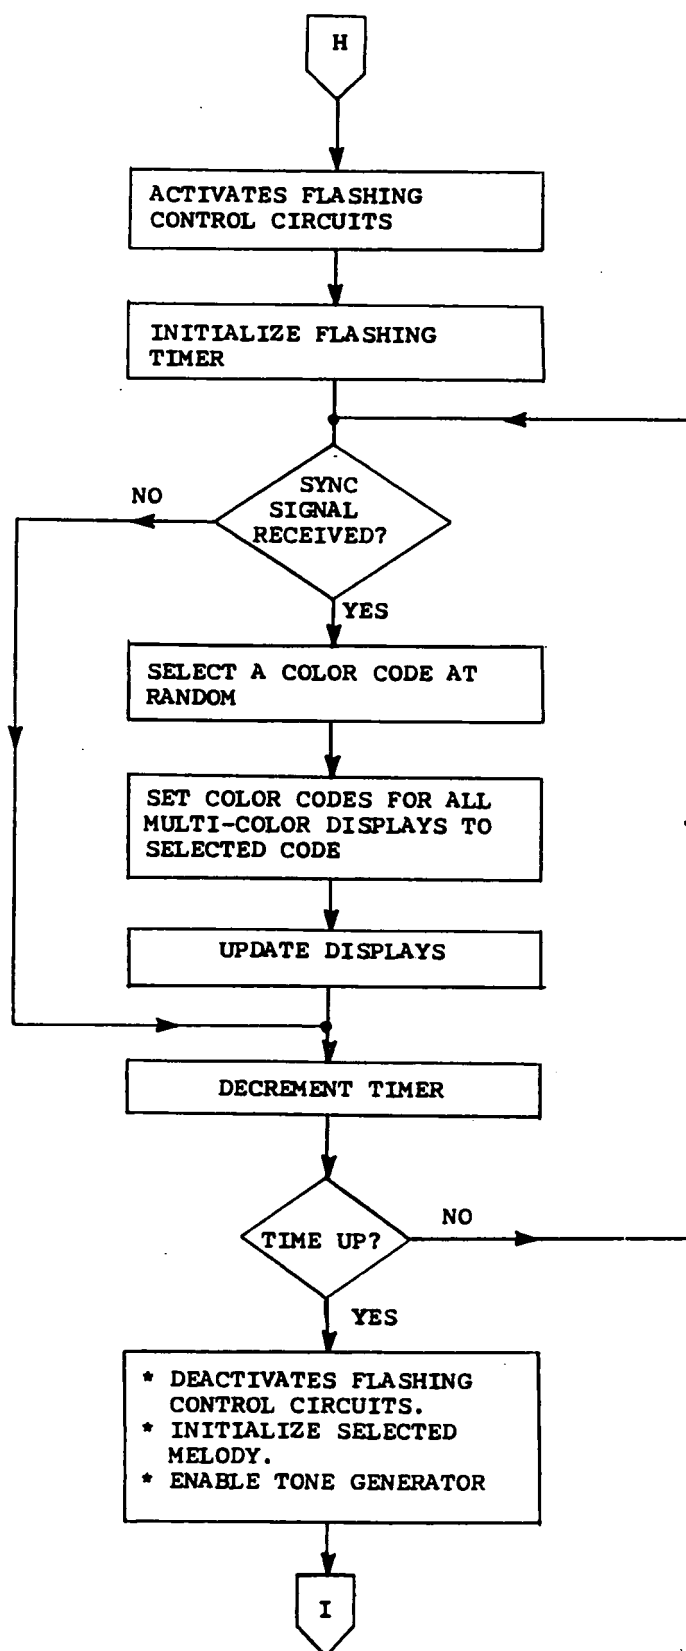 H
ACTIVATES FLASHING
CONTROL CIRCUITS
INITIALIZE FLASHING
TIMER
SYNC
SIGNAL
RECEIVED?
NO
YES
SELECT A COLOR CODE AT
RANDOM
SET COLOR CODES FOR ALL
MULTI-COLOR DISPLAYS TO
SELECTED CODE
UPDATE DISPLAYS
DECREMENT TIMER
TIME UP?
NO
YES
* DEACTIVATES FLASHING
CONTROL CIRCUITS.
* INITIALIZE SELECTED
MELODY.
* ENABLE TONE GENERATOR
I